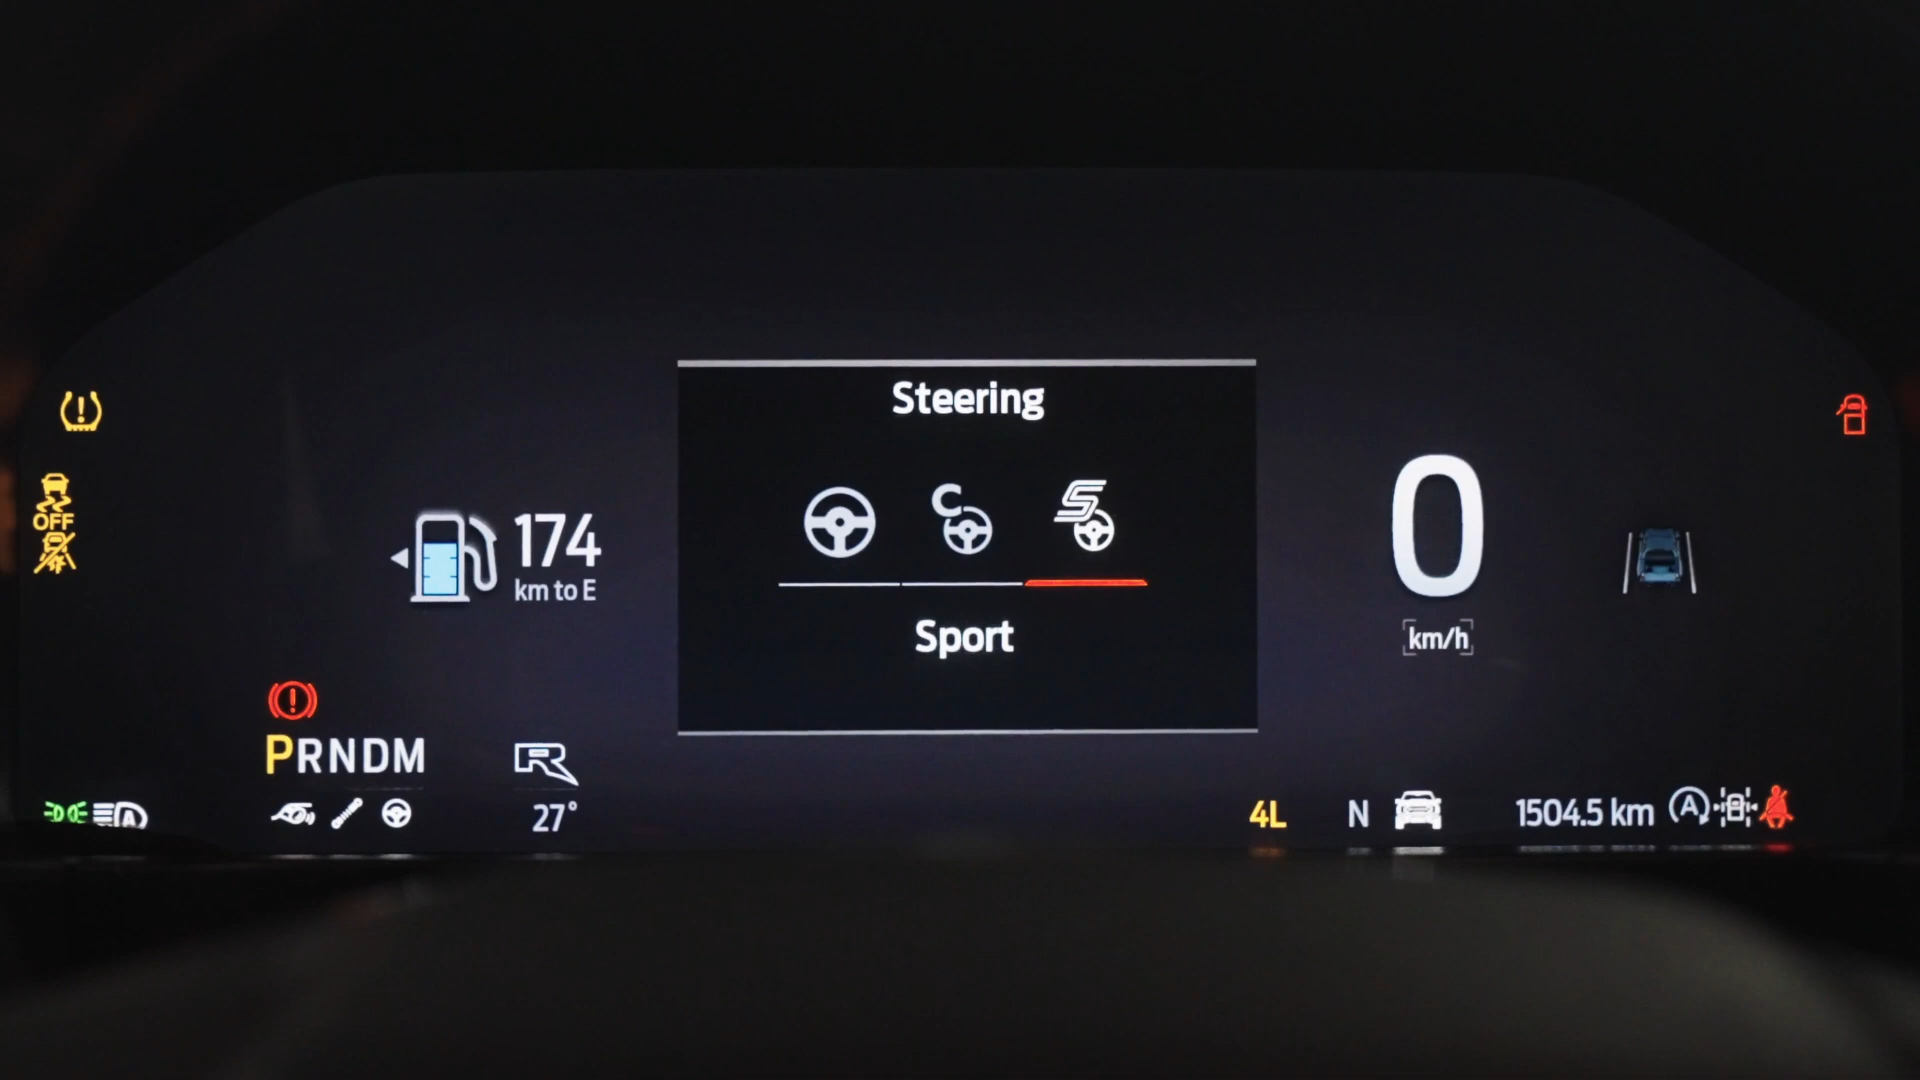 Steering
C
S
Sport
OFF
174
km to E
PRNDM
R
27°
0
km/h
4L
N
1504.5 km
A
A